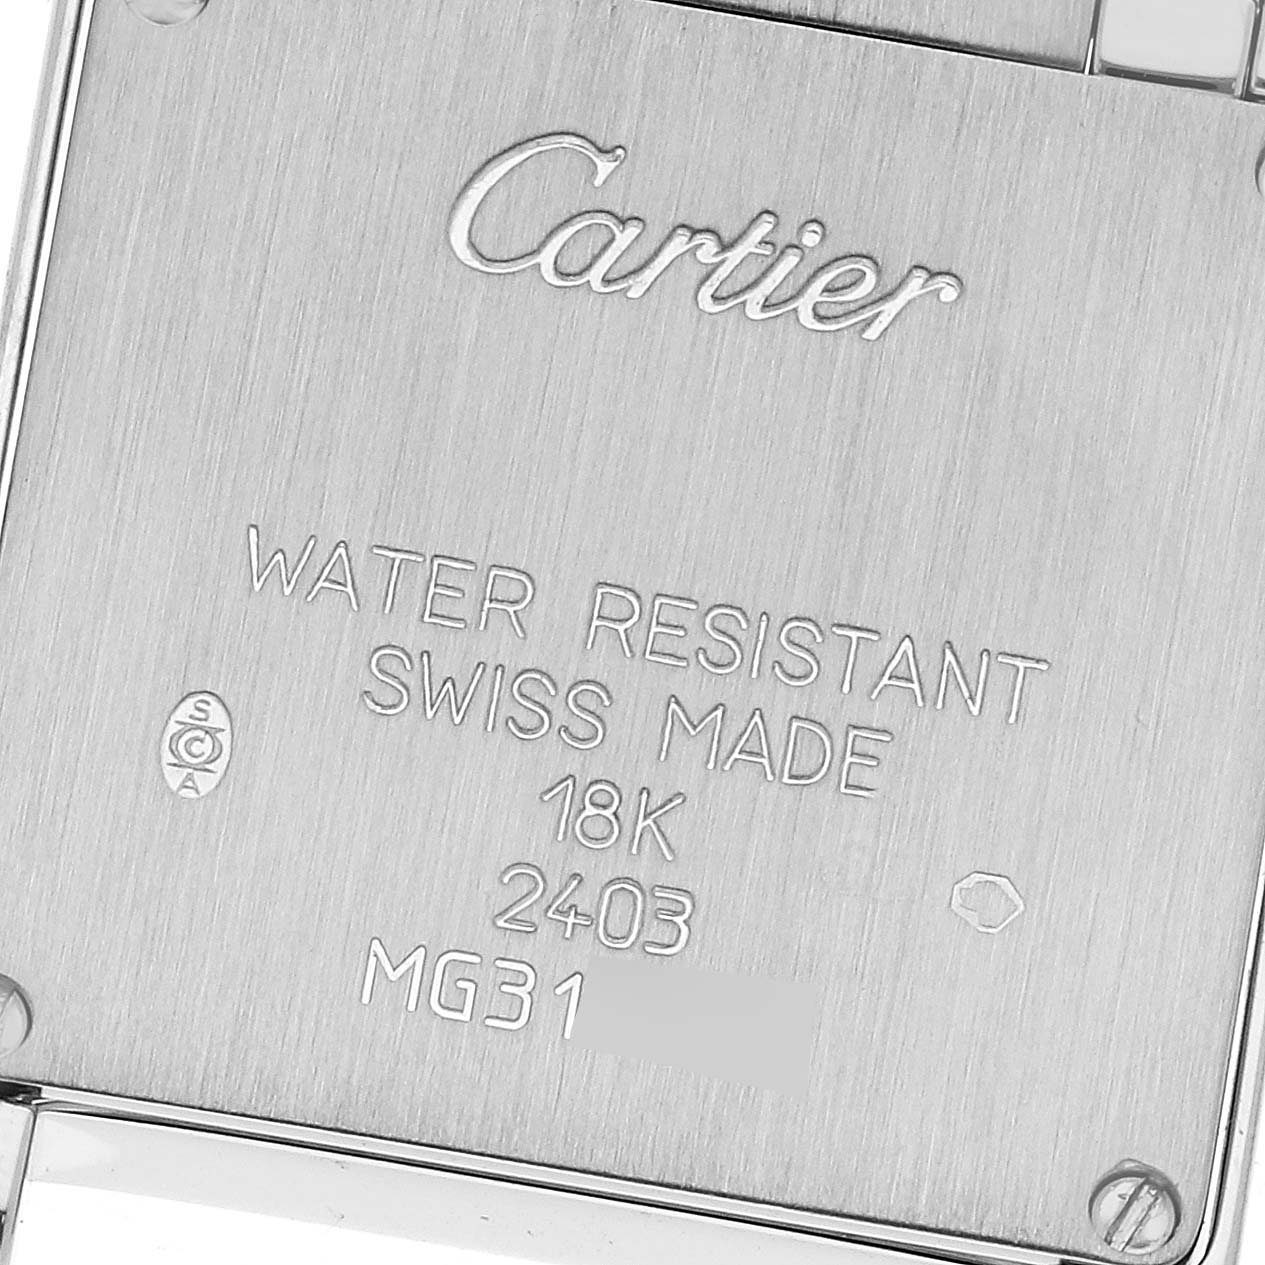 Cartier
WATER RESISTANT
SWISS MADE
S
C
A
18K
2403
MG31